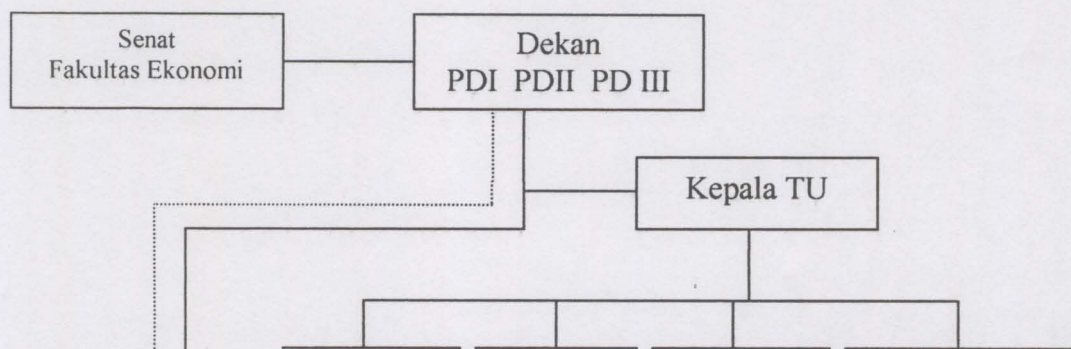 Senat
Fakultas Ekonomi
Dekan
PDI PDII PD III
Kepala TU